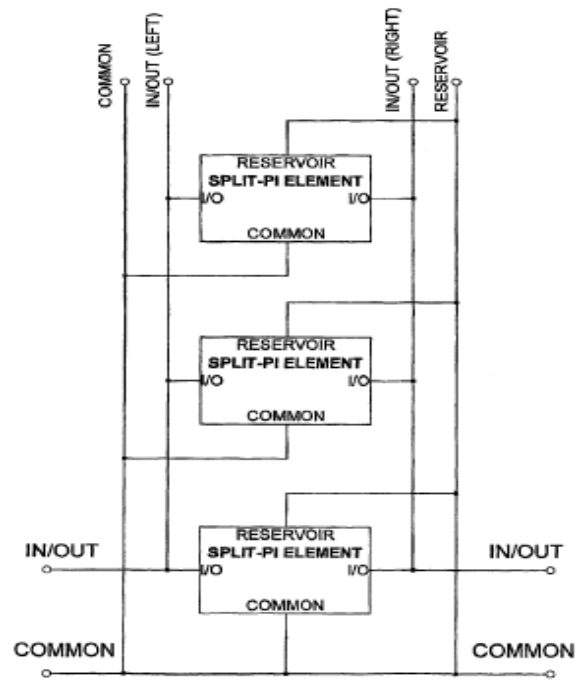 COMMON
IN/OUT (LEFT)
IN/OUT (RIGHT)
RESERVOIR
RESERVOIR
SPLIT-PI ELEMENT
I/O I/O
COMMON
RESERVOIR
SPLIT-PI ELEMENT
I/O I/O
COMMON
RESERVOIR
IN/OUT SPLIT-PI ELEMENT IN/OUT
I/O I/O
COMMON
COMMON COMMON